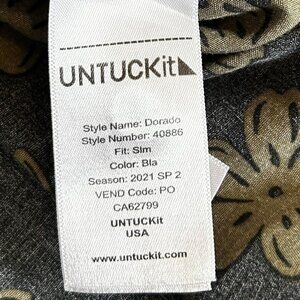 UNTUCKit
Style Name: Dorado
Style Number: 40886
Fit: Slm
Color: Bla
Season: 2021 SP 2
VEND Code: PO
CA62799
UNTUCKit
USA
www.untuckit.com